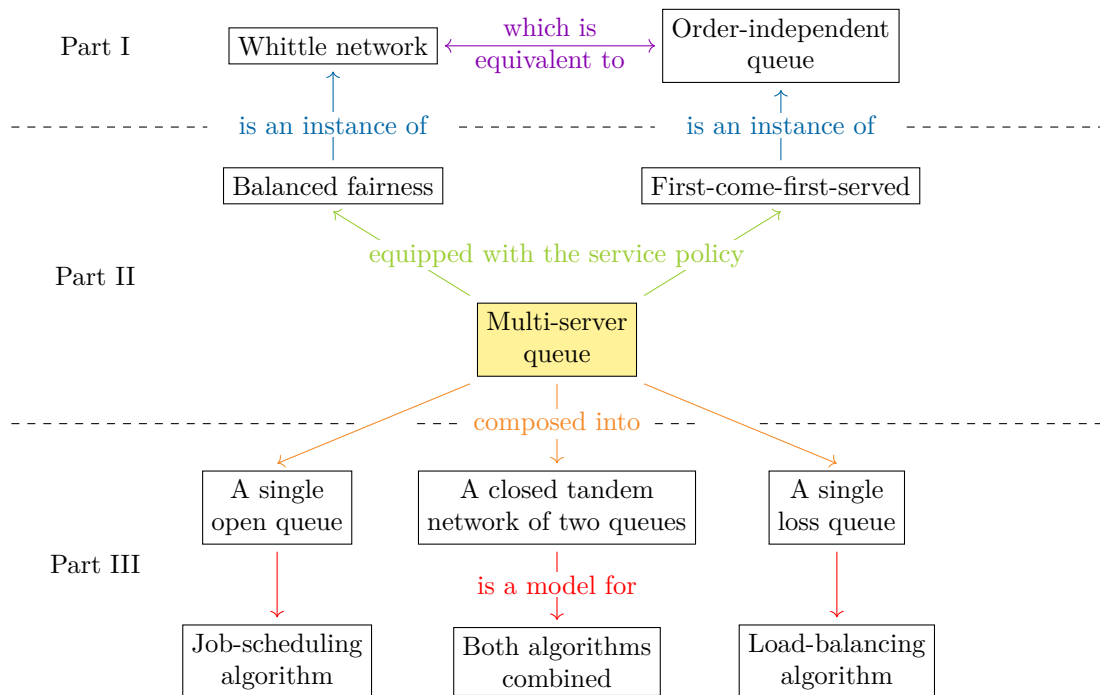 Part I
Whittle network
which is
equivalent to
Order-independent
queue
is an instance of
is an instance of
Balanced fairness
First-come-first-served
equipped with the service policy
Part II
Multi-server
queue
composed into
A single
open queue
A closed tandem
network of two queues
A single
loss queue
Part III
is a model for
Job-scheduling
algorithm
Both algorithms
combined
Load-balancing
algorithm